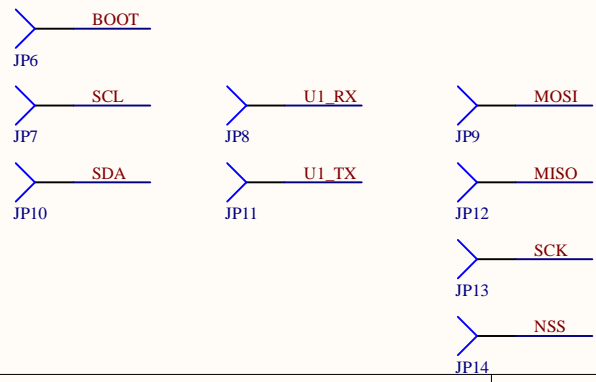 BOOT
JP6
SCL U1_RX MOSI
JP7 JP8 JP9
SDA U1_TX MISO
JP10 JP11 JP12
SCK
JP13
NSS
JP14